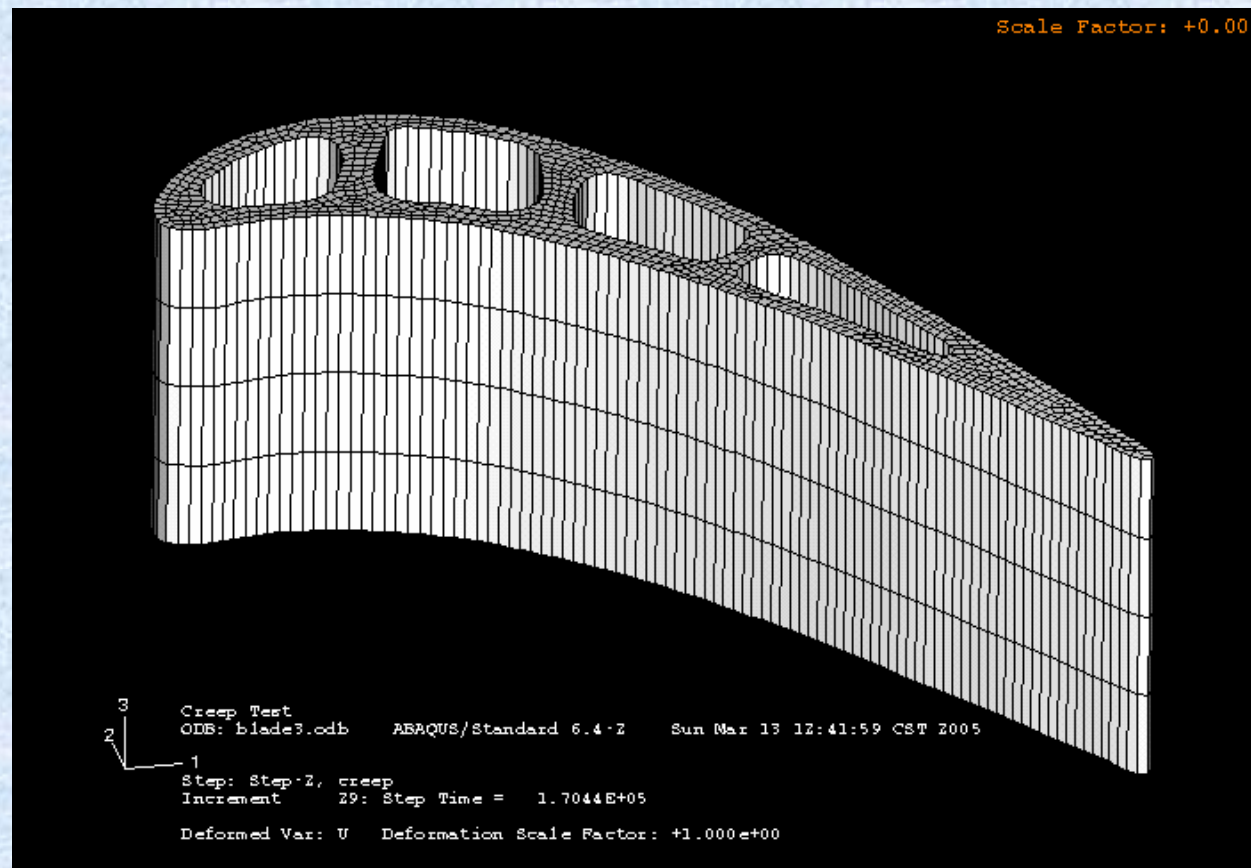 Scale Factor: +0.00
3
2
1
Creep Test
ODB: blade3.odb ABAQUS/Standard 6.4-2 Sun Mar 13 12:41:59 CST 2005
Step: Step-2, creep
Increment 29: Step Time = 1.7044E+05
Deformed Var: U Deformation Scale Factor: +1.000e+00